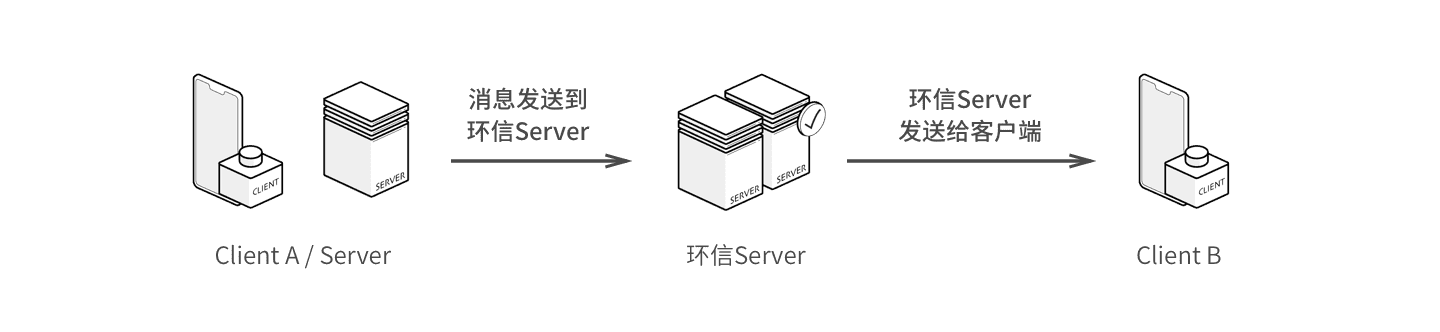 消息发送到
环信Server
环信Server
发送给客户端
CLIENT
SERVER
SERVER
SERVER
CLIENT
Client A / Server
环信Server
Client B